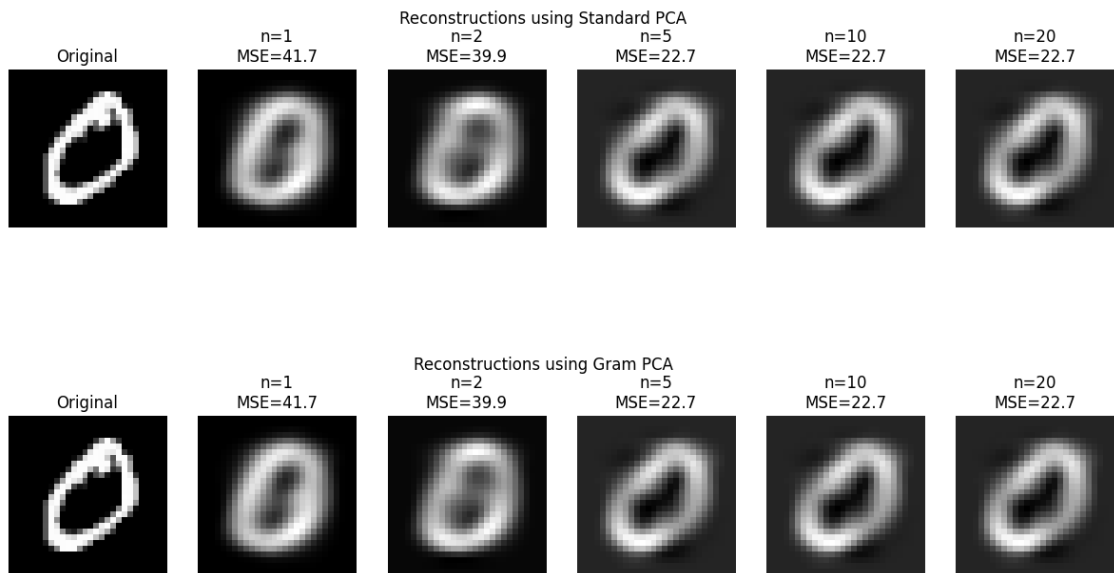 Reconstructions using Standard PCA
Original
n=1
MSE=41.7
n=2
MSE=39.9
n=5
MSE=22.7
n=10
MSE=22.7
n=20
MSE=22.7
Reconstructions using Gram PCA
Original
n=1
MSE=41.7
n=2
MSE=39.9
n=5
MSE=22.7
n=10
MSE=22.7
n=20
MSE=22.7